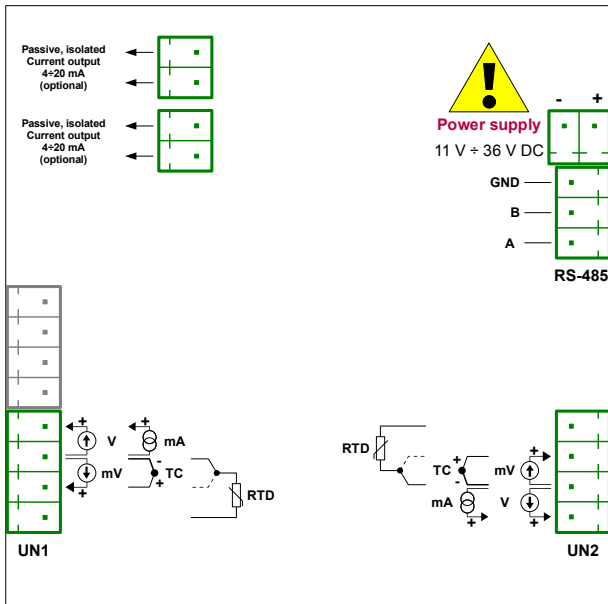 Passive, isolated
Current output
4÷20 mA
(optional)
Passive, isolated
Current output
4÷20 mA
(optional)
- +
Power supply
11 V ÷ 36 V DC
GND
B
A
RS-485
+ +
V mA
-
mV TC
+
+
RTD
UN1
RTD
+ +
TC mV
-
mA V
+ +
UN2